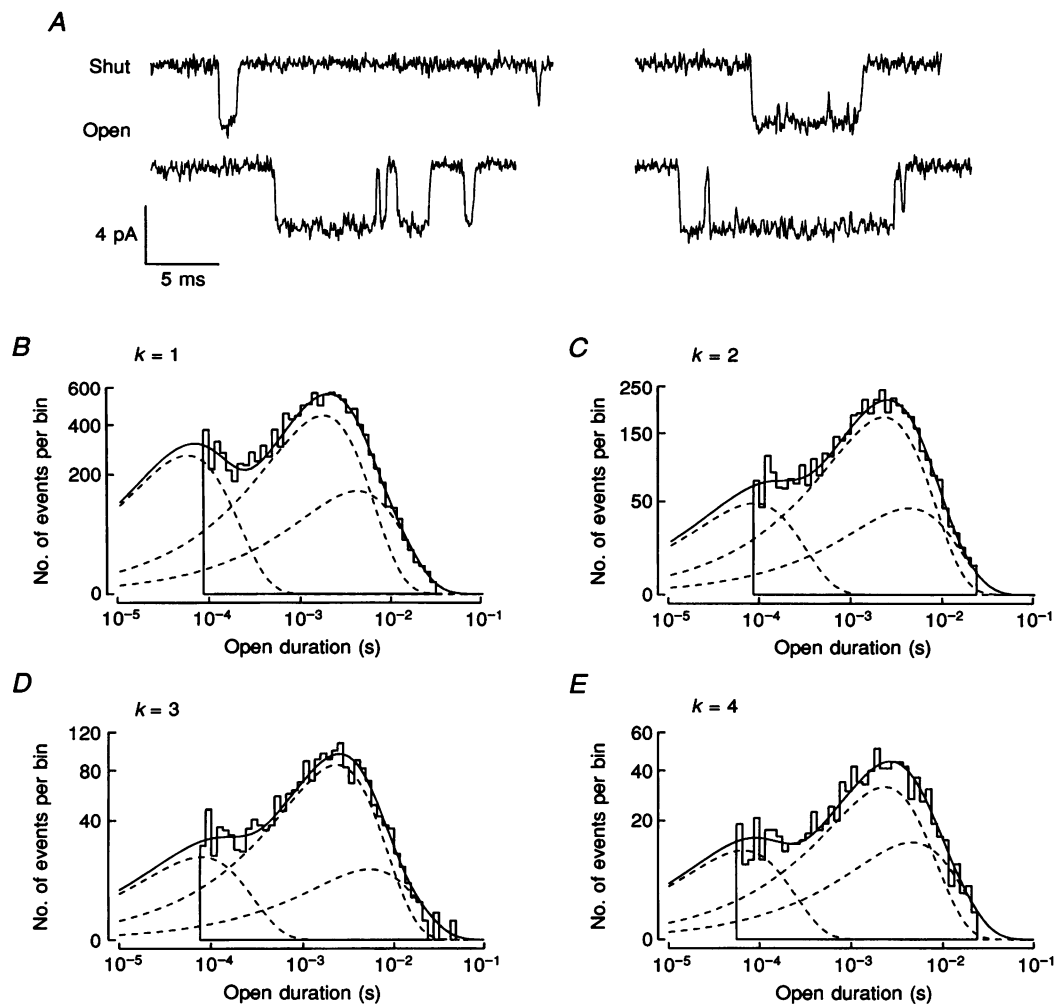 A
Shut
Open
4 pA
5 ms
B
k = 1
No. of events per bin
600
400
200
0
10⁻⁵ 10⁻⁴ 10⁻³ 10⁻² 10⁻¹
Open duration (s)
C
k = 2
No. of events per bin
250
150
50
0
10⁻⁵ 10⁻⁴ 10⁻³ 10⁻² 10⁻¹
Open duration (s)
D
k = 3
No. of events per bin
120
80
40
0
10⁻⁵ 10⁻⁴ 10⁻³ 10⁻² 10⁻¹
Open duration (s)
E
k = 4
No. of events per bin
60
40
20
0
10⁻⁵ 10⁻⁴ 10⁻³ 10⁻² 10⁻¹
Open duration (s)